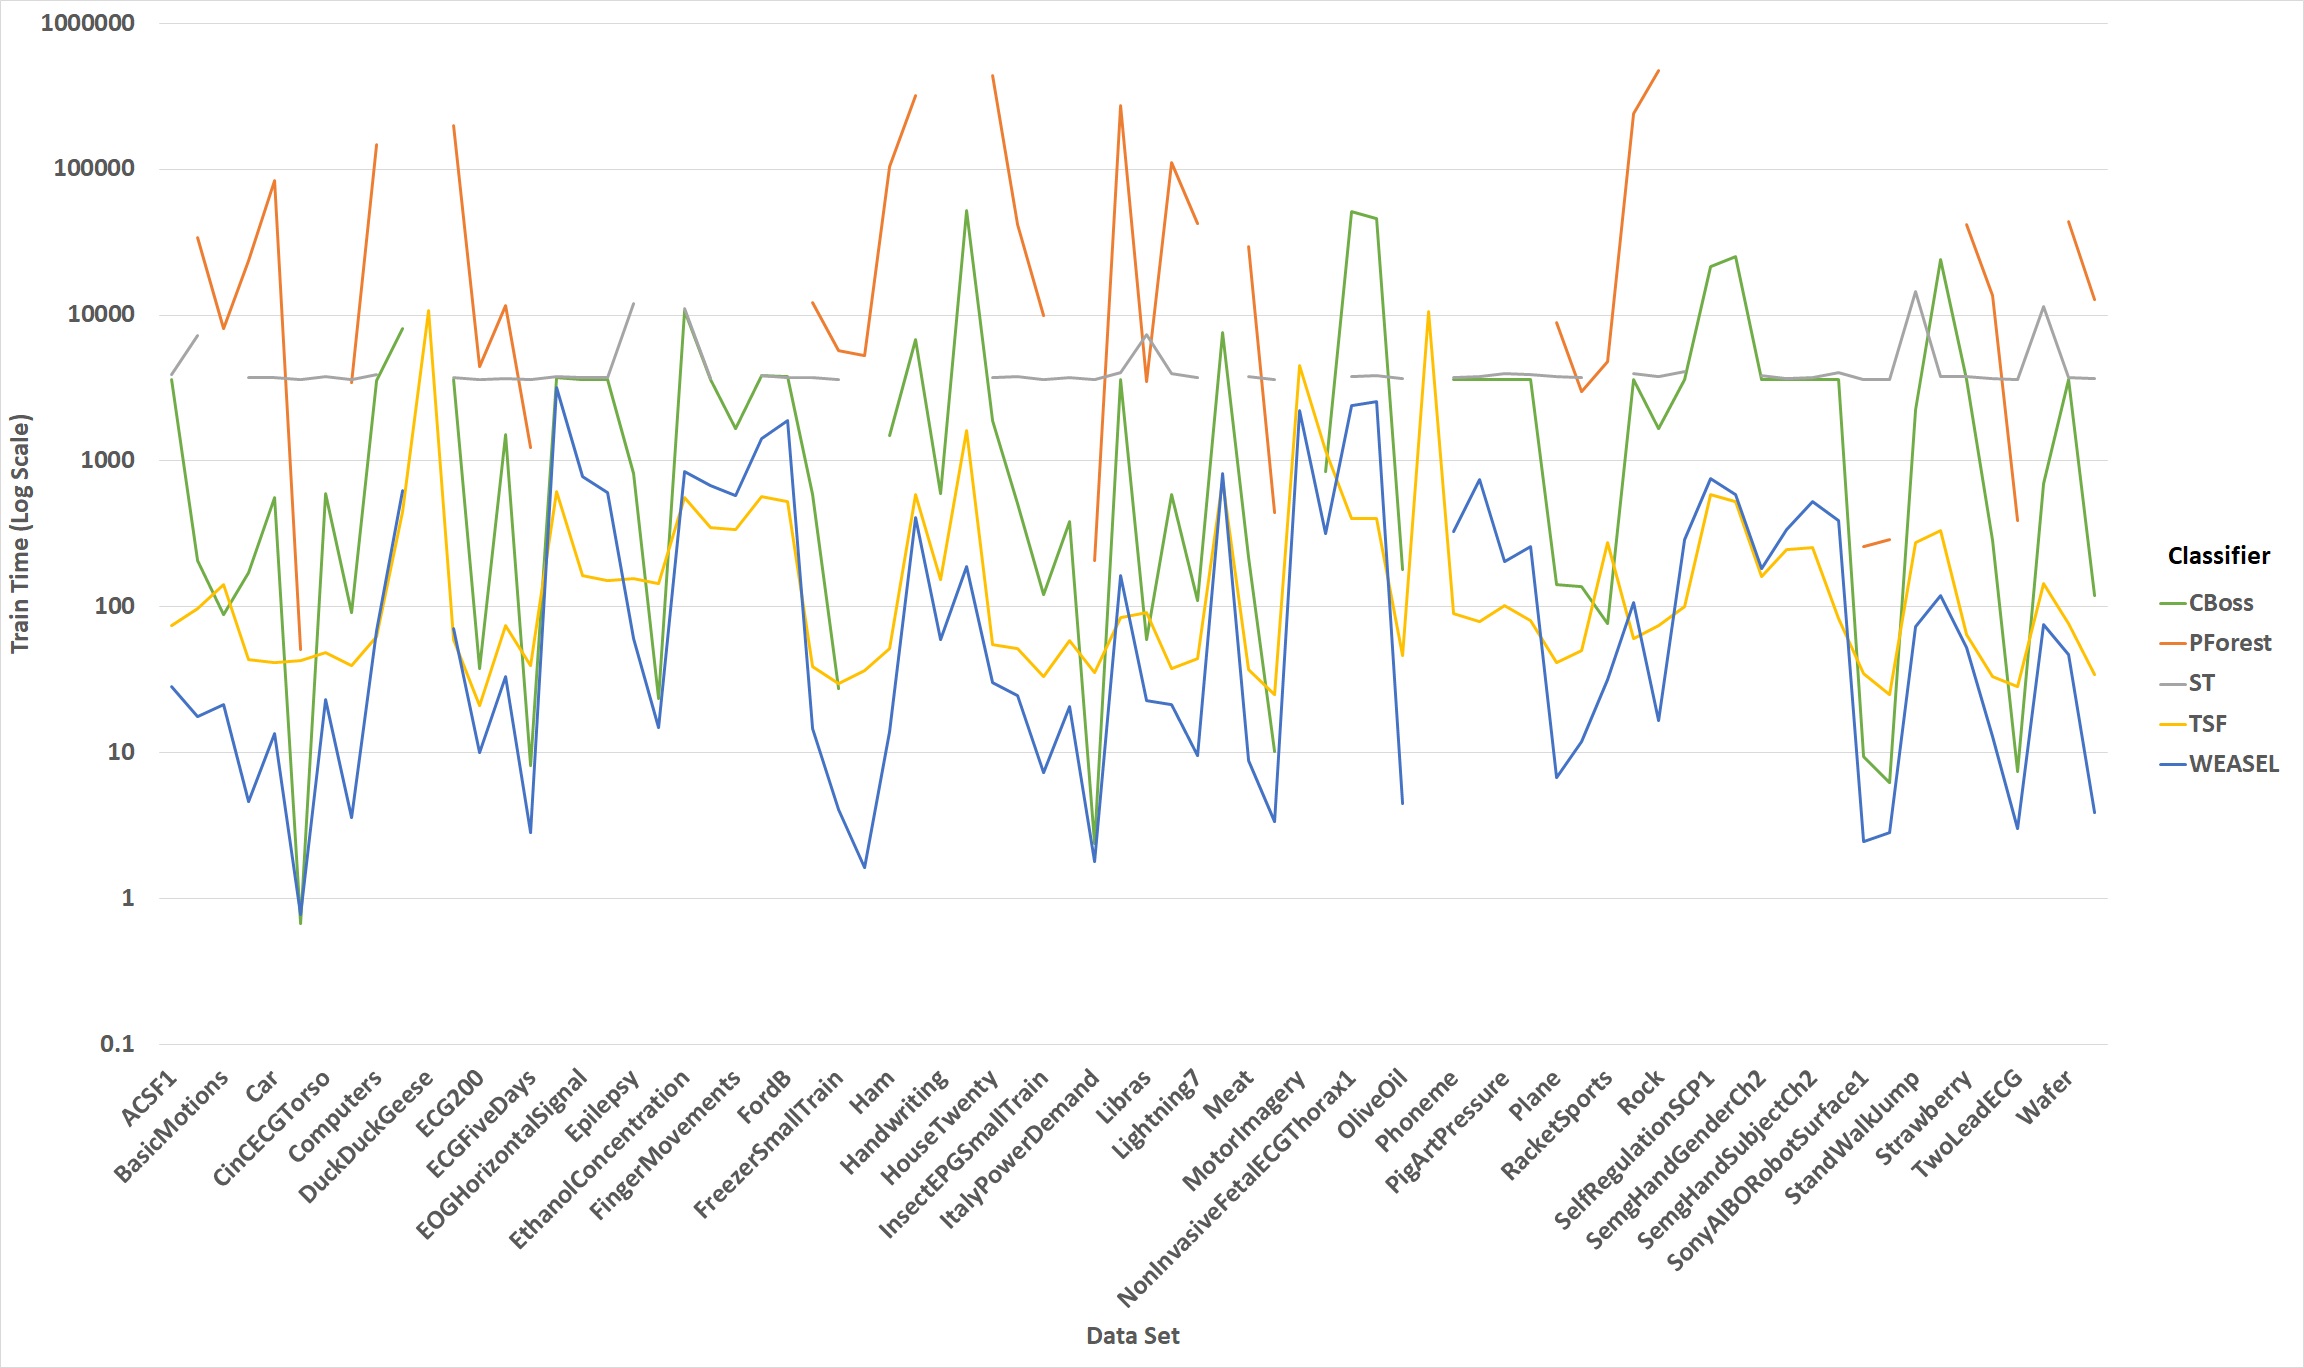 1000000
100000
10000
1000
100
10
1
0.1
Train Time (Log Scale)
ACSF1
BasicMotions
Car
CinCECGTorso
Computers
DuckDuckGeese
ECG200
ECGFiveDays
EOGHorizontalSignal
Epilepsy
EthanolConcentration
FingerMovements
FordB
FreezerSmallTrain
Ham
Handwriting
HouseTwenty
InsectEPGSmallTrain
ItalyPowerDemand
Libras
Lightning7
Meat
MotorImagery
NonInvasiveFetalECGThorax1
OliveOil
Phoneme
PigArtPressure
Plane
RacketSports
Rock
SelfRegulationSCP1
SemgHandGenderCh2
SemgHandSubjectCh2
SonyAIBORobotSurface1
StandWalkJump
Strawberry
TwoLeadECG
Wafer
Data Set
Classifier
CBoss
PForest
ST
TSF
WEASEL